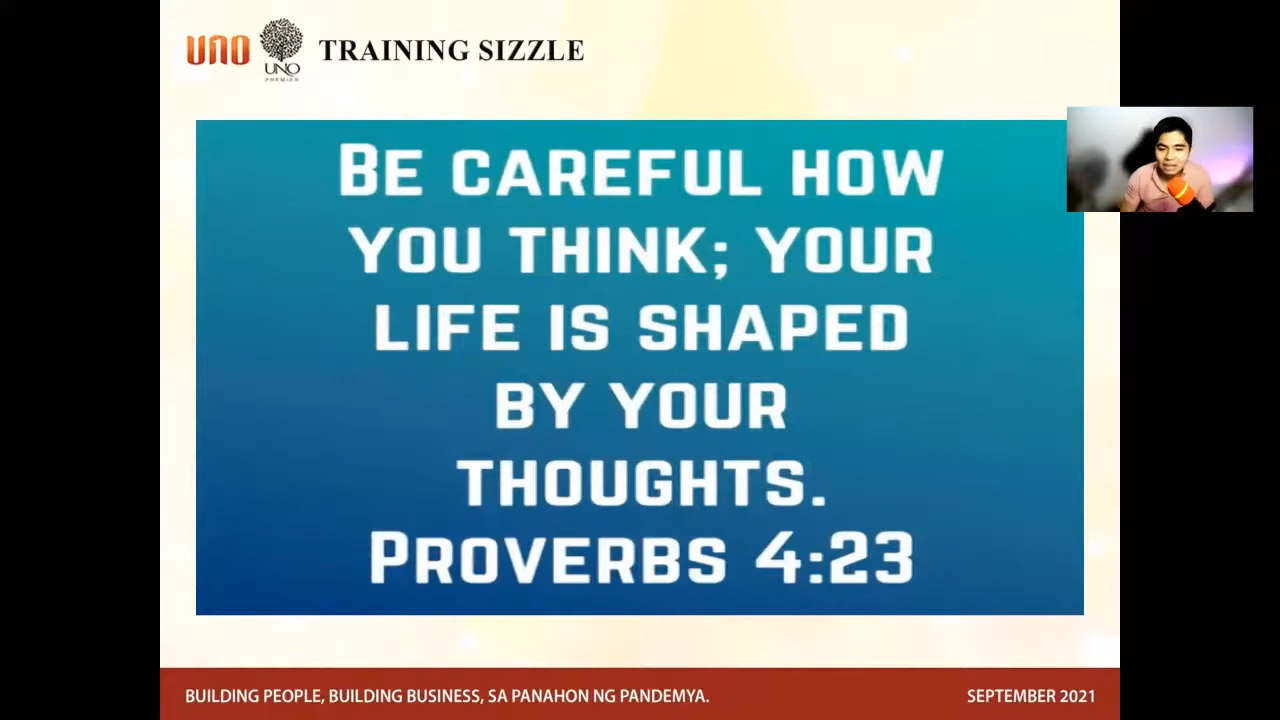 UNO
UNO
PREMIER
TRAINING SIZZLE
BE CAREFUL HOW
YOU THINK; YOUR
LIFE IS SHAPED
BY YOUR
THOUGHTS.
PROVERBS 4:23
BUILDING PEOPLE, BUILDING BUSINESS, SA PANAHON NG PANDEMYA.
SEPTEMBER 2021